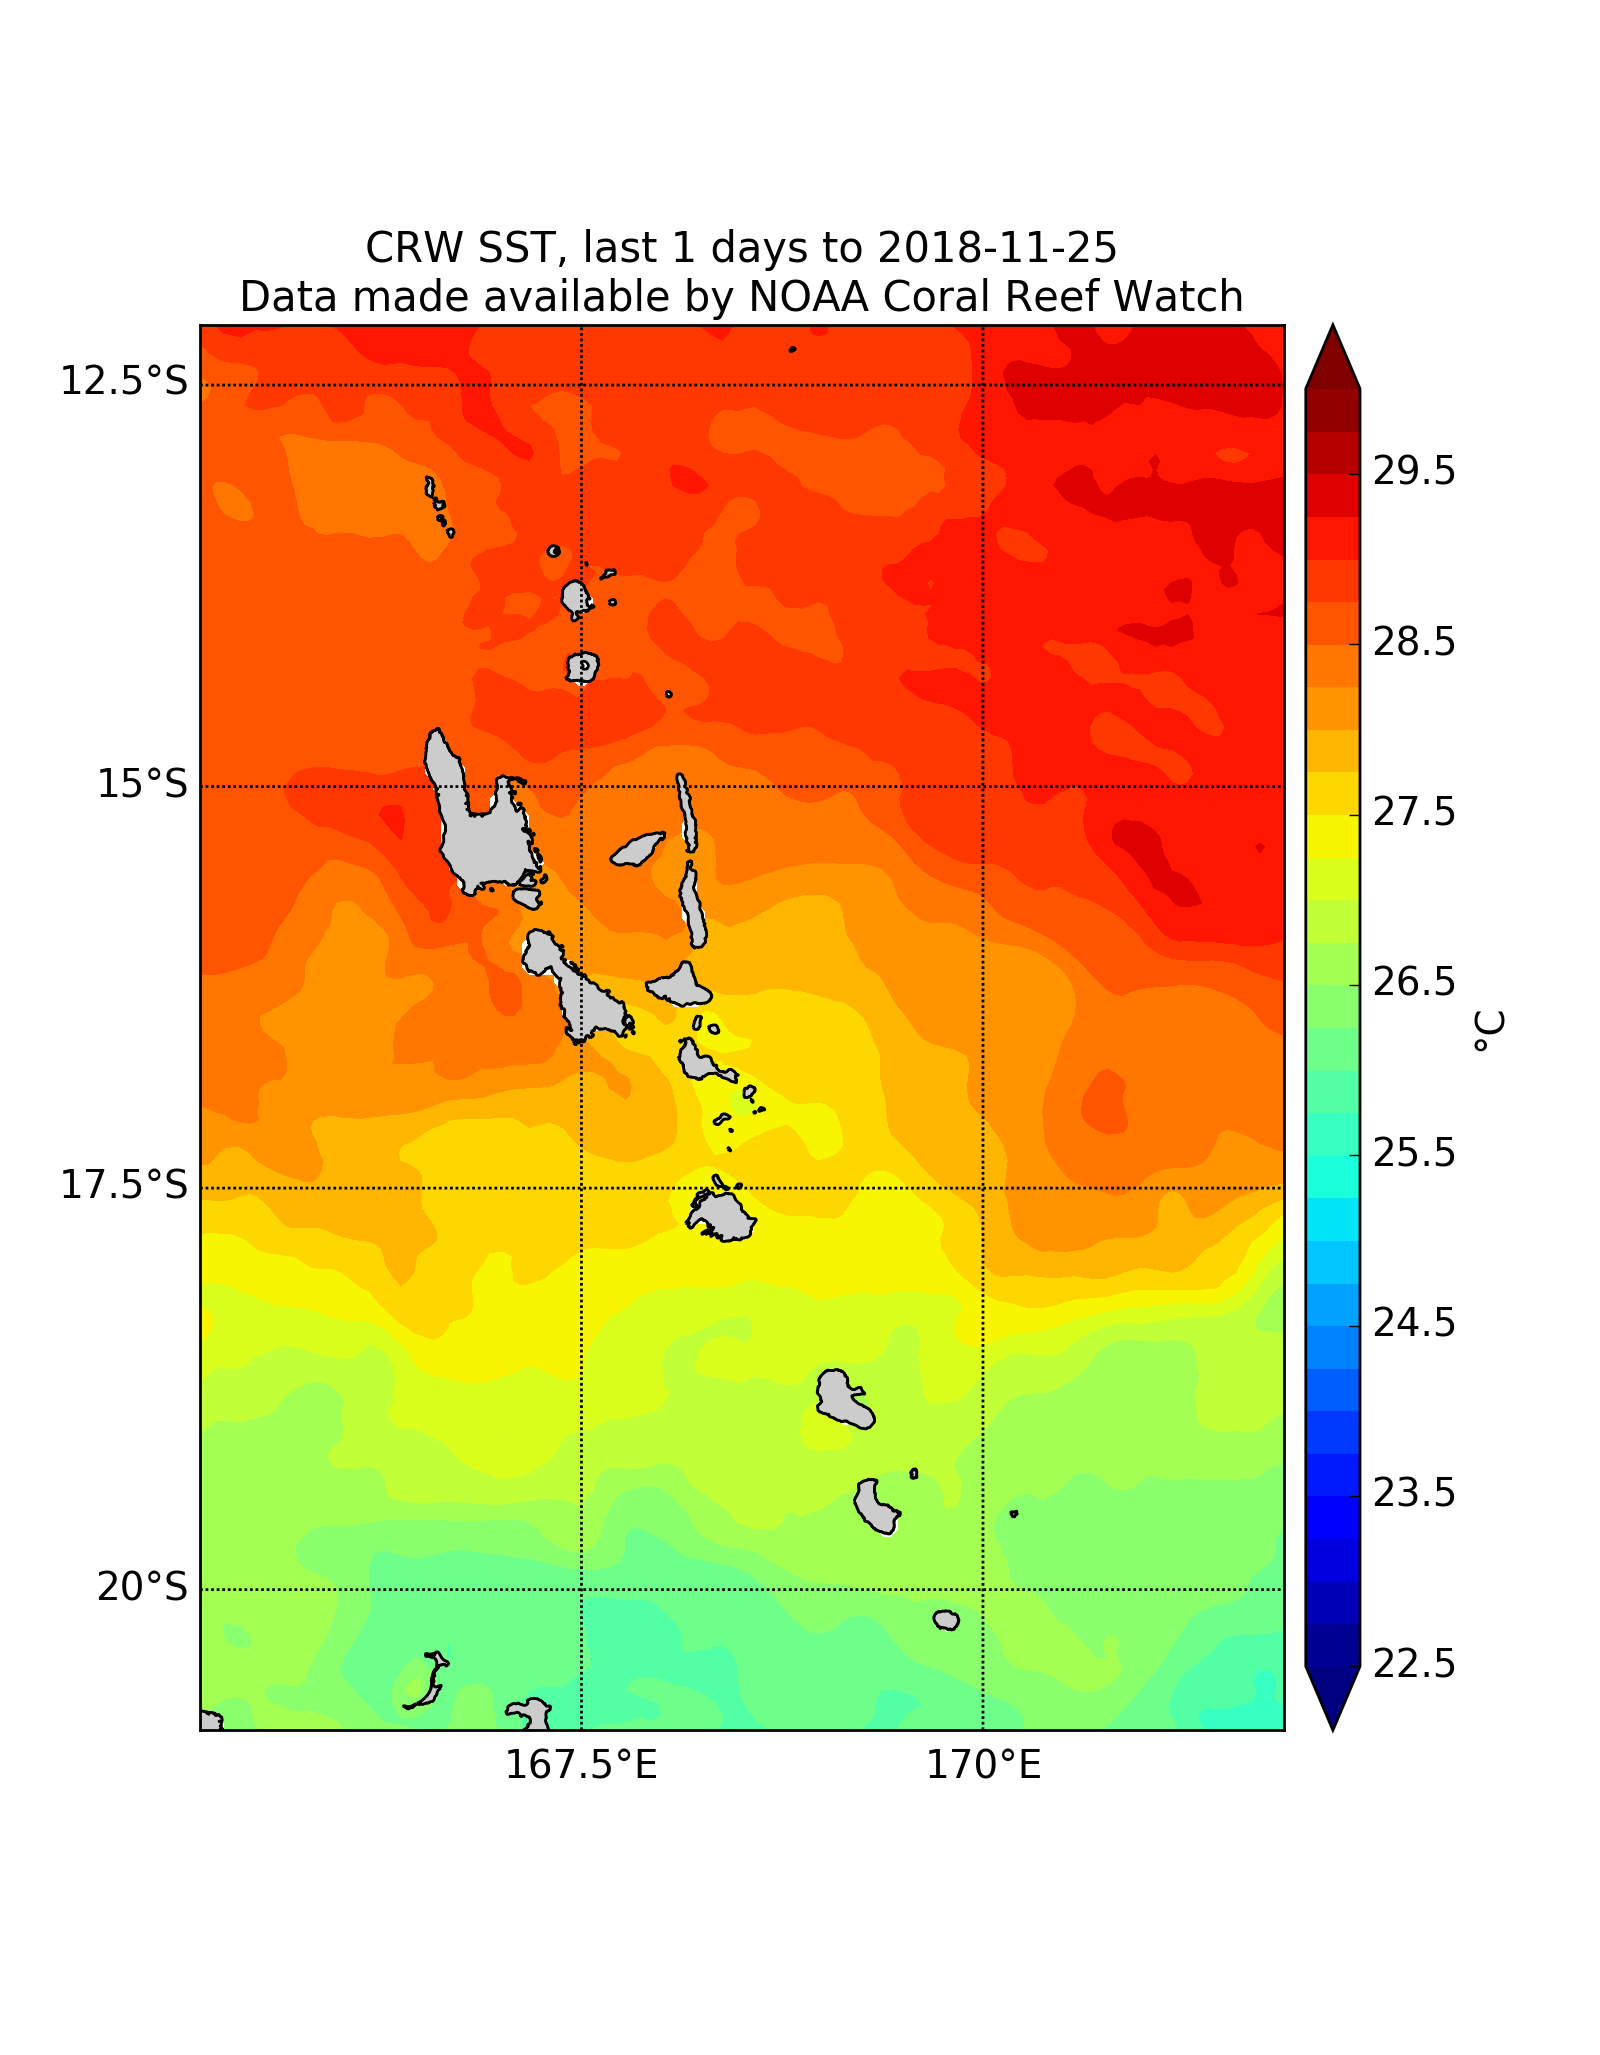 CRW SST, last 1 days to 2018-11-25
Data made available by NOAA Coral Reef Watch
12.5°S
15°S
17.5°S
20°S
167.5°E
170°E
29.5
28.5
27.5
26.5
25.5
24.5
23.5
22.5
°C